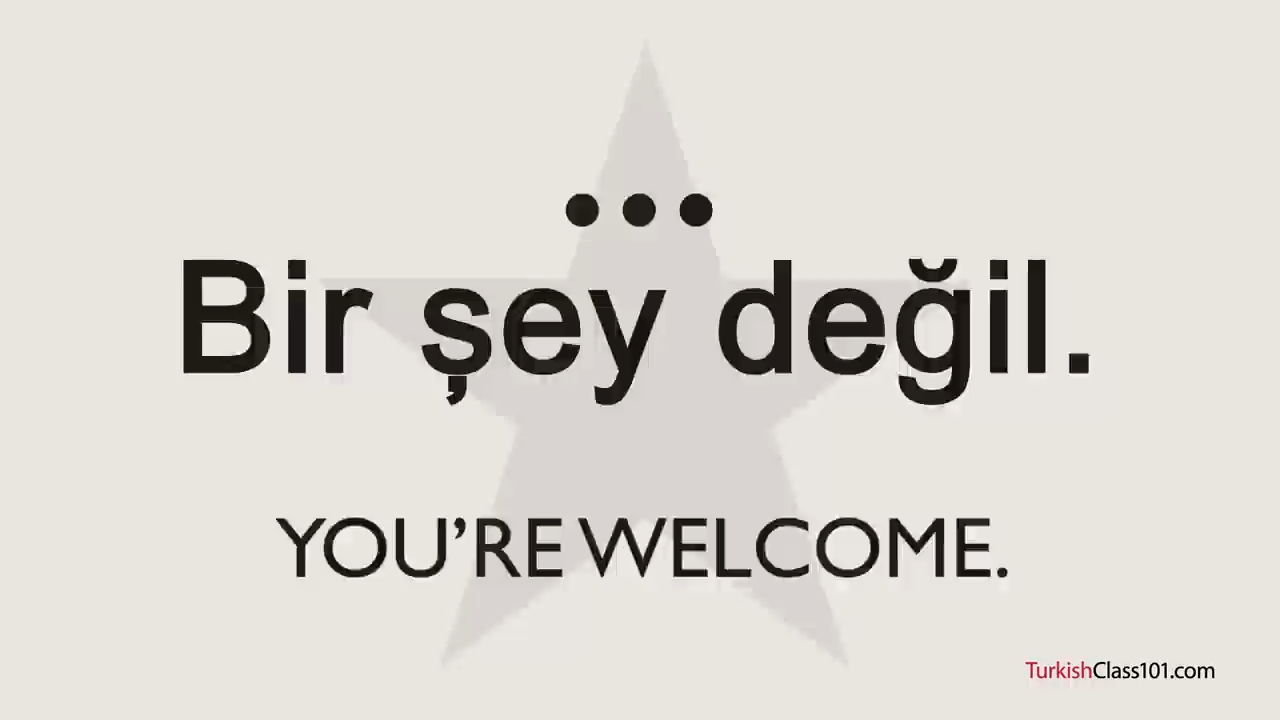 •••
Bir şey değil.
YOU’RE WELCOME.
TurkishClass101.com